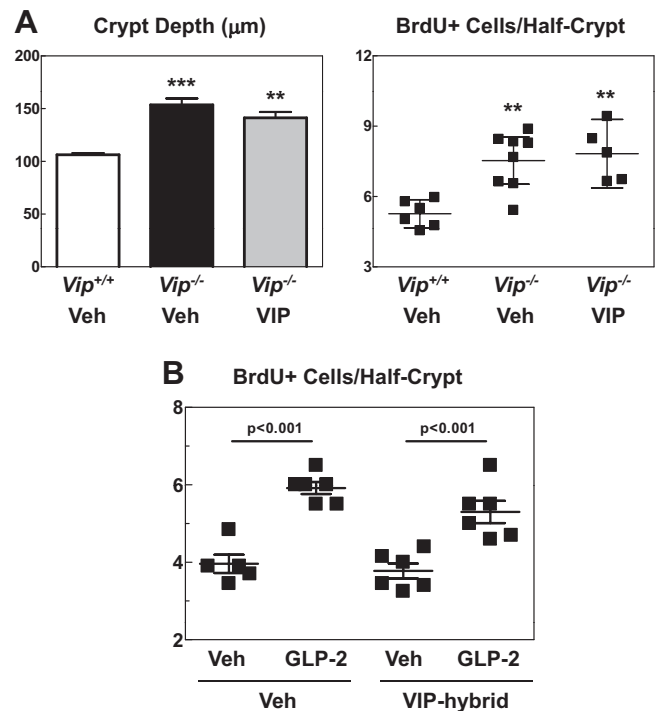 A
Crypt Depth (µm)
200
150
100
50
0
***
**
Vip+/+
Vip-/-
Vip-/-
Veh
Veh
VIP
BrdU+ Cells/Half-Crypt
12
9
6
3
**
**
Vip+/+
Vip-/-
Vip-/-
Veh
Veh
VIP
B
BrdU+ Cells/Half-Crypt
8
6
4
2
p<0.001
p<0.001
Veh
GLP-2
Veh
GLP-2
Veh
VIP-hybrid